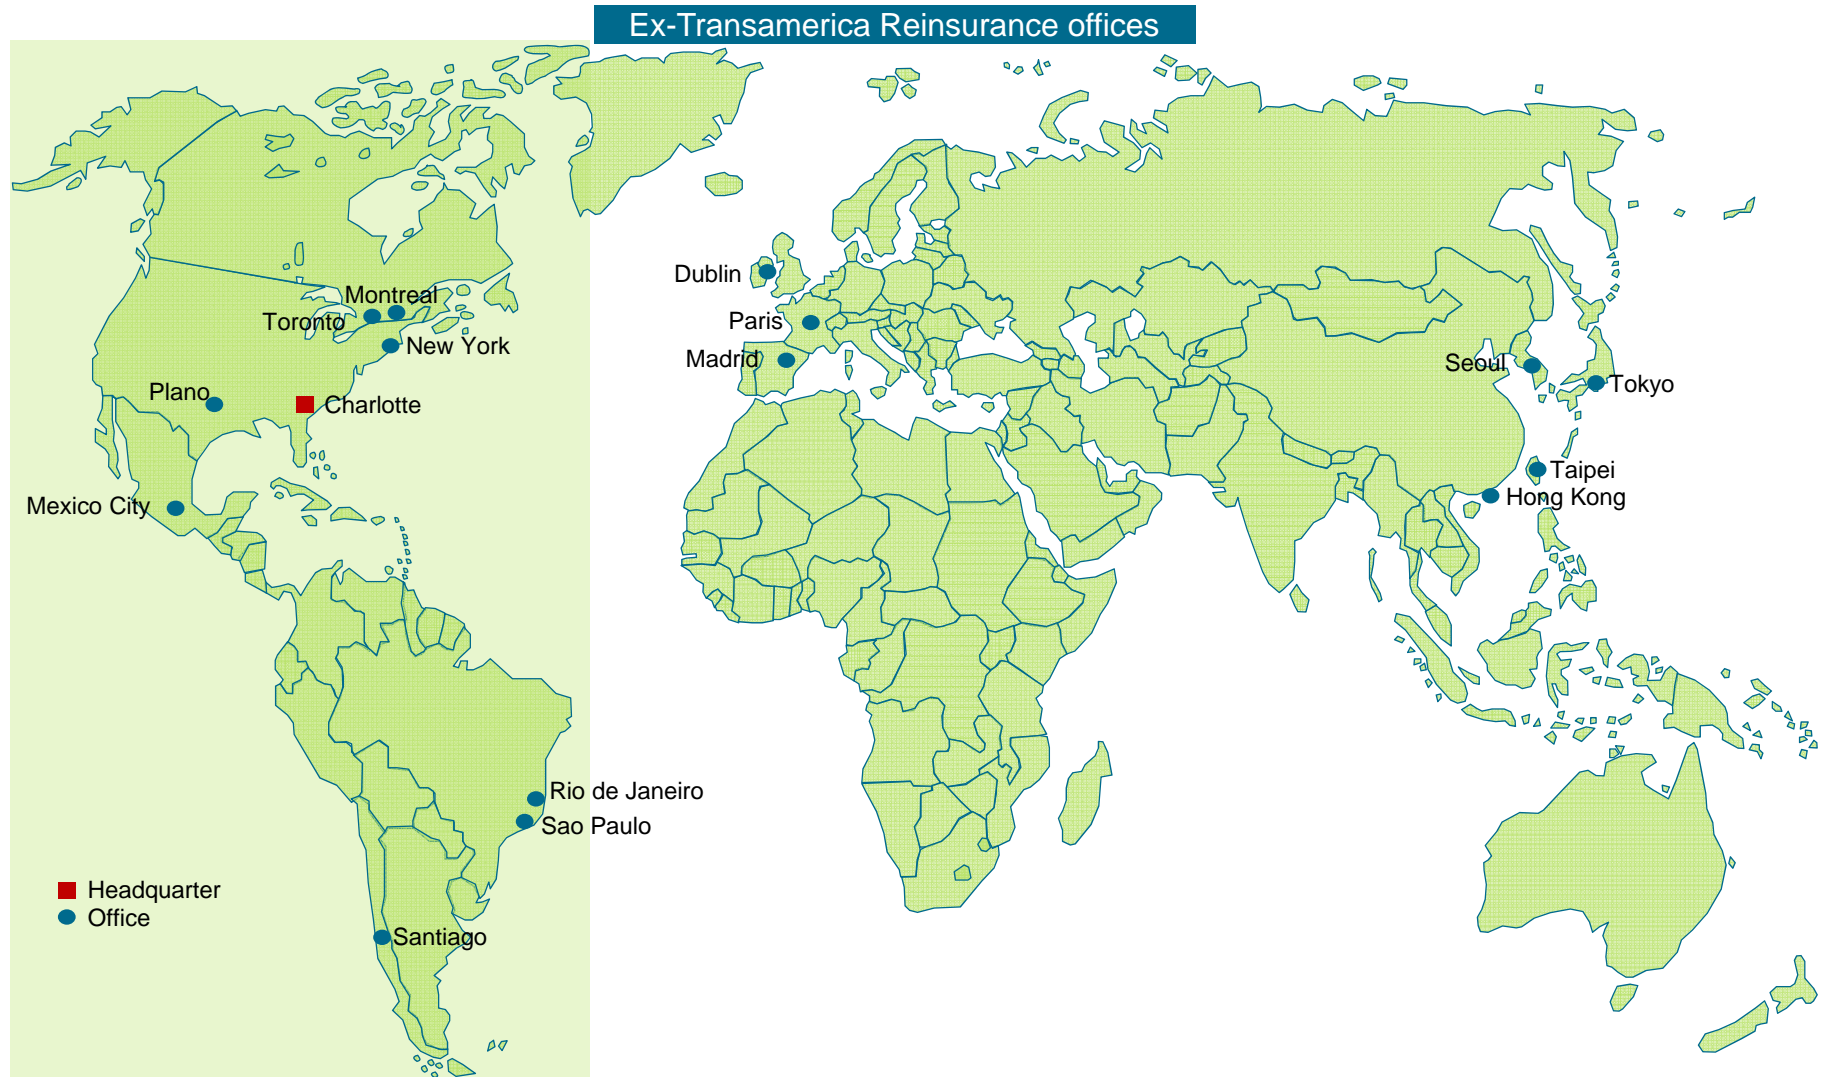 Ex-Transamerica Reinsurance offices
Dublin
Montreal
Toronto
Paris
New York
Madrid
Seoul
Tokyo
Plano
Charlotte
Taipei
Hong Kong
Mexico City
Rio de Janeiro
Sao Paulo
Headquarter
Office
Santiago